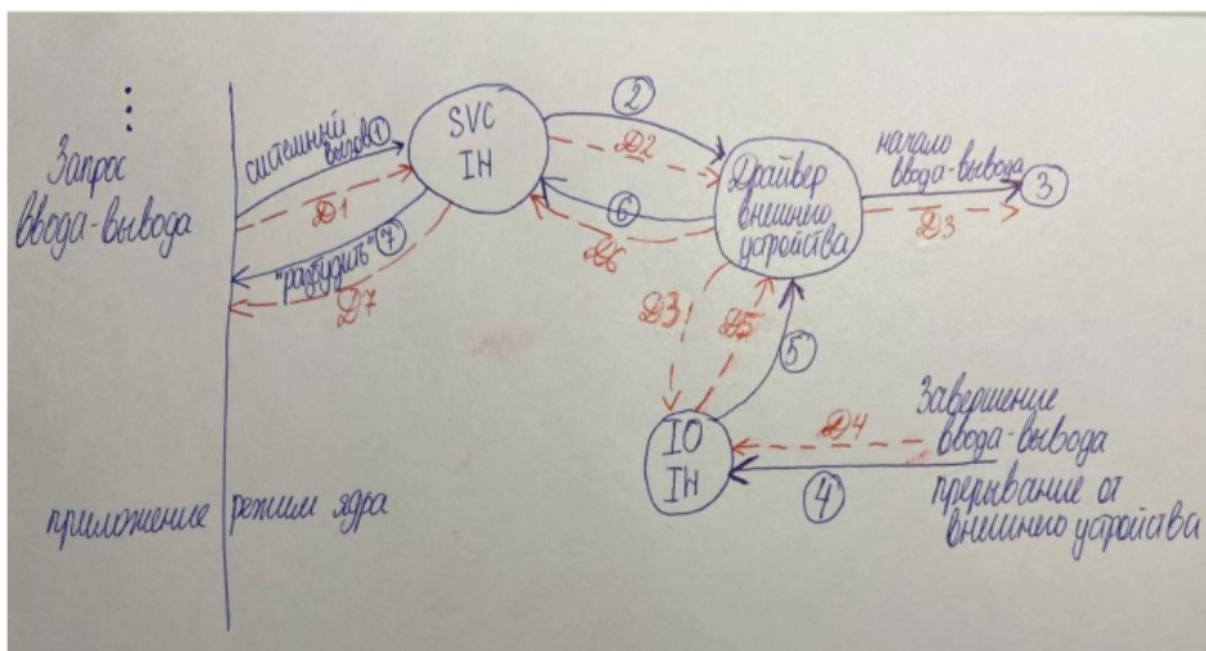 Запрос
ввода-вывода
системный
вызов ①
Д1
"разбудить" ⑦
Д7
SVC
IH
②
Д2
⑥
Д6
Драйвер
внешнего
устройства
начало
ввода-вывода
③
Д3
Д3
Д5
⑤
IO
IH
Д4
④
Завершение
ввода-вывода
прерывание от
внешнего устройства
приложение
режим ядра